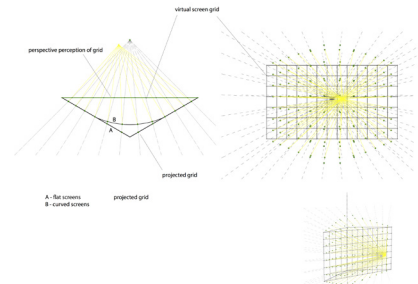 virtual screen grid
A
perspective perception of grid
B
A
projected grid
A - flat screens
B - curved screens
projected grid